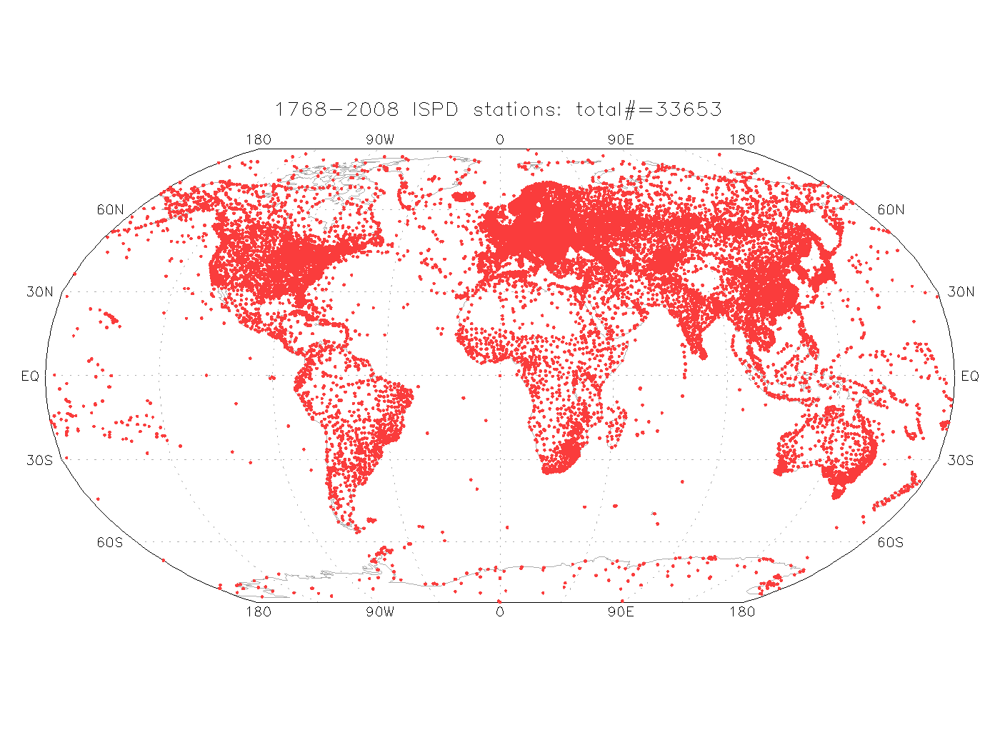 1768-2008 ISPD stations: total#=33653
180 90W 0 90E 180
60N 60N
30N 30N
EQ EQ
30S 30S
60S 60S
180 90W 0 90E 180